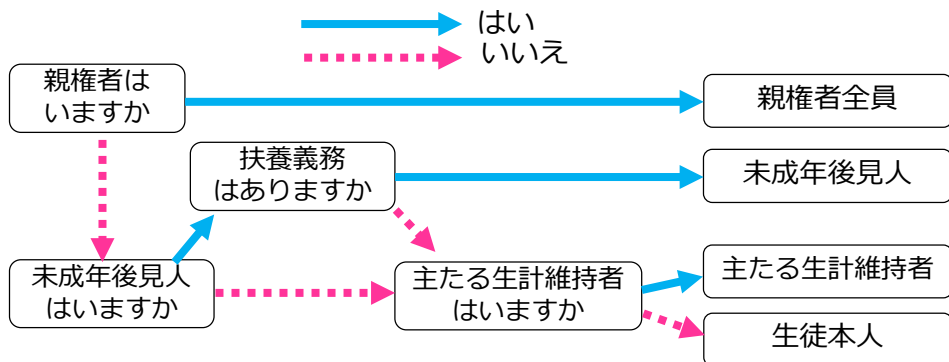 はい
いいえ
親権者は
いますか
親権者全員
扶養義務
はありますか
未成年後見人
未成年後見人
はいますか
主たる生計維持者
はいますか
主たる生計維持者
生徒本人